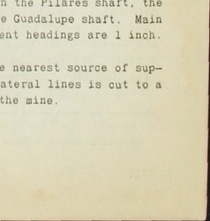 n the Pilares shaft, the
e Guadalupe shaft. Main
ent headings are 1 inch.
e nearest source of sup-
ateral lines is cut to a
the mine.